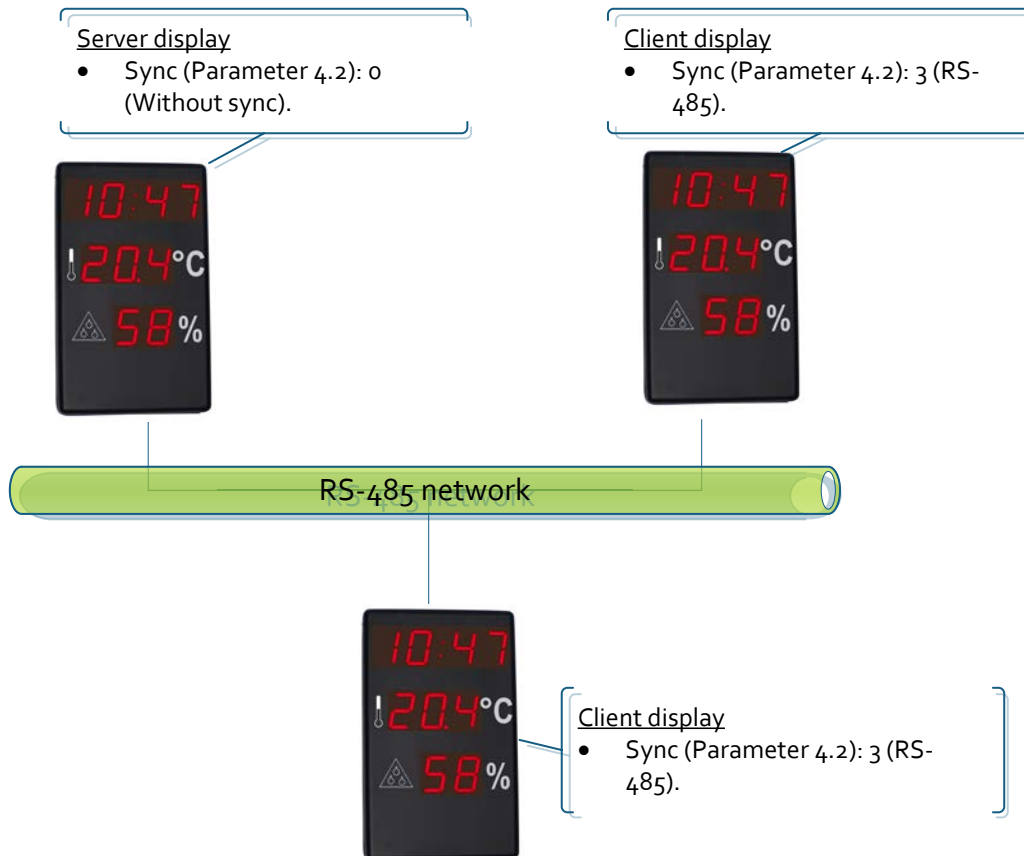 Server display
• Sync (Parameter 4.2): 0
(Without sync).
Client display
• Sync (Parameter 4.2): 3 (RS-
485).
10:47
20.4°C
58%
10:47
20.4°C
58%
RS-485 network
10:47
20.4°C
58%
Client display
• Sync (Parameter 4.2): 3 (RS-
485).